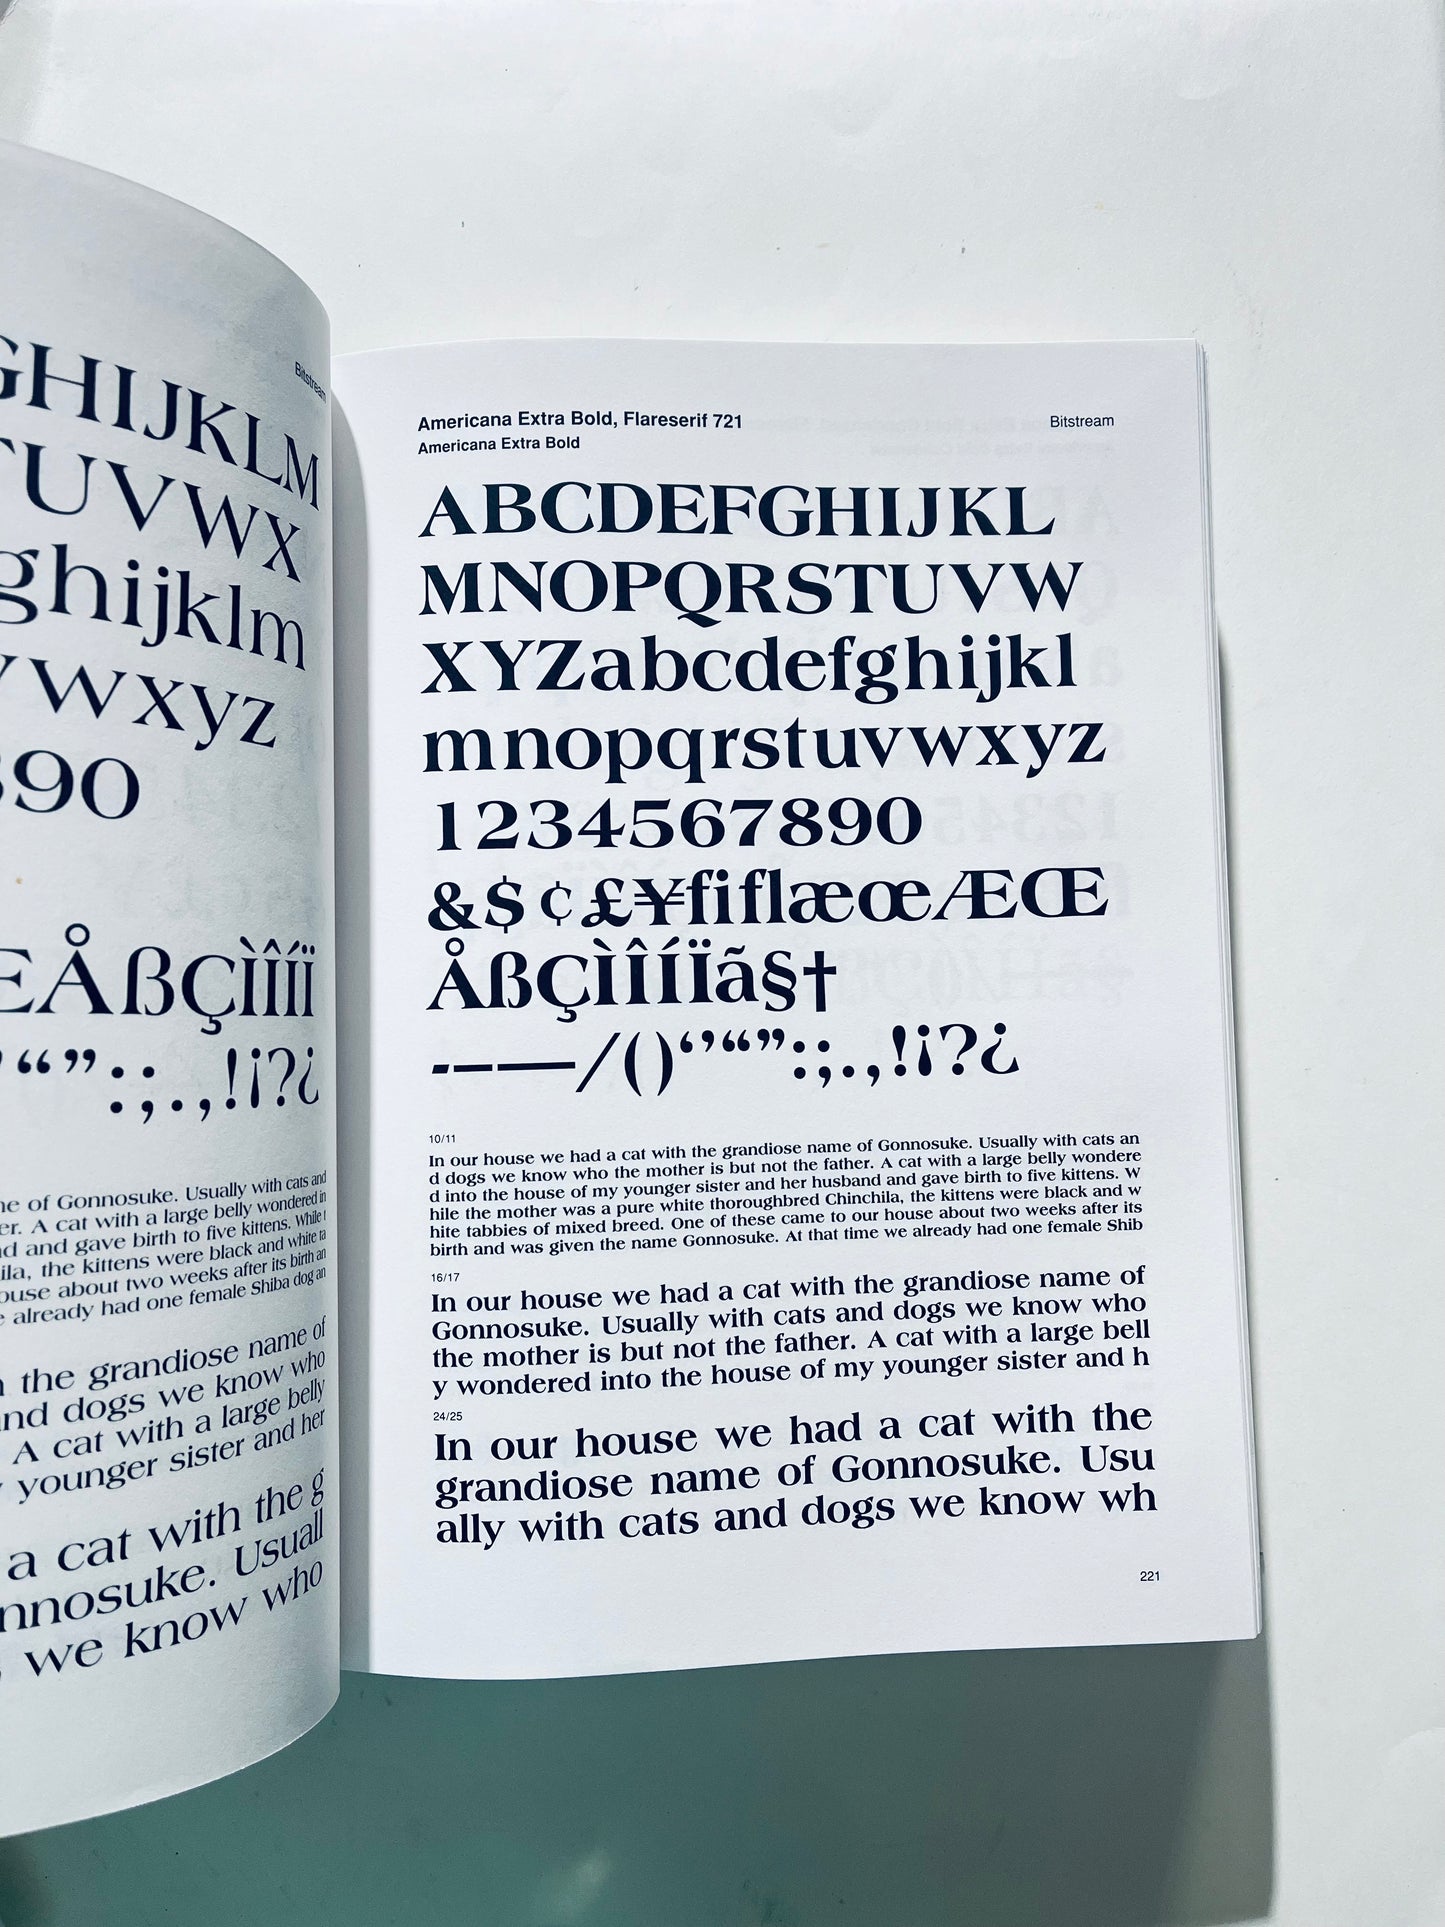 Bitstream
GHIJKLM
UVWX
ghijklm
wxyz
890
ÅßÇÌÎÍÏ
“”:;.,!¡?¿
name of Gonnosuke. Usually with cats and
A cat with a large belly wondered in
and gave birth to five kittens. While t
the kittens were black and white ta
house about two weeks after its birth an
already had one female Shiba dog an
the grandiose name of
and dogs we know who
A cat with a large belly
younger sister and her
a cat with the g
Usuall
we know who
Americana Extra Bold, Flareserif 721
Bitstream
Americana Extra Bold
ABCDEFGHIJKL
MNOPQRSTUVW
XYZabcdefghijkl
mnopqrstuvwxyz
1234567890
&$¢£¥fiflæœÆŒ
ÅßÇÌÎÍÏã§†
-–—/()‘’“”:;.,!¡?¿
10/11
In our house we had a cat with the grandiose name of Gonnosuke. Usually with cats an
d dogs we know who the mother is but not the father. A cat with a large belly wondere
d into the house of my younger sister and her husband and gave birth to five kittens. W
hile the mother was a pure white thoroughbred Chinchila, the kittens were black and w
hite tabbies of mixed breed. One of these came to our house about two weeks after its
birth and was given the name Gonnosuke. At that time we already had one female Shib
16/17
In our house we had a cat with the grandiose name of
Gonnosuke. Usually with cats and dogs we know who
the mother is but not the father. A cat with a large bell
y wondered into the house of my younger sister and h
24/25
In our house we had a cat with the
grandiose name of Gonnosuke. Usu
ally with cats and dogs we know wh
221